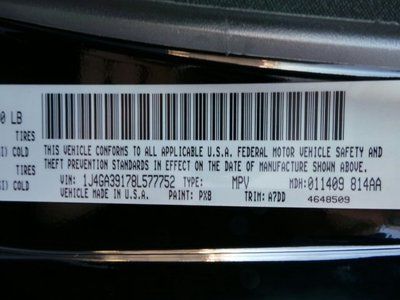 0 LB
TIRES
I) COLD
TIRES
I) COLD
THIS VEHICLE CONFORMS TO ALL APPLICABLE U.S.A. FEDERAL MOTOR VEHICLE SAFETY AND
THEFT PREVENTION STANDARDS IN EFFECT ON THE DATE OF MANUFACTURE SHOWN ABOVE.
VIN: 1J4GA39178L577752 TYPE: MPV MDH: 011409 814AA
VEHICLE MADE IN U.S.A. PAINT: PX8 TRIM: A7DD 4648509